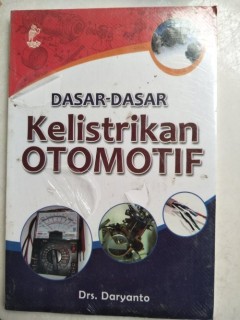 DASAR-DASAR
Kelistrikan
OTOMOTIF
Drs. Daryanto